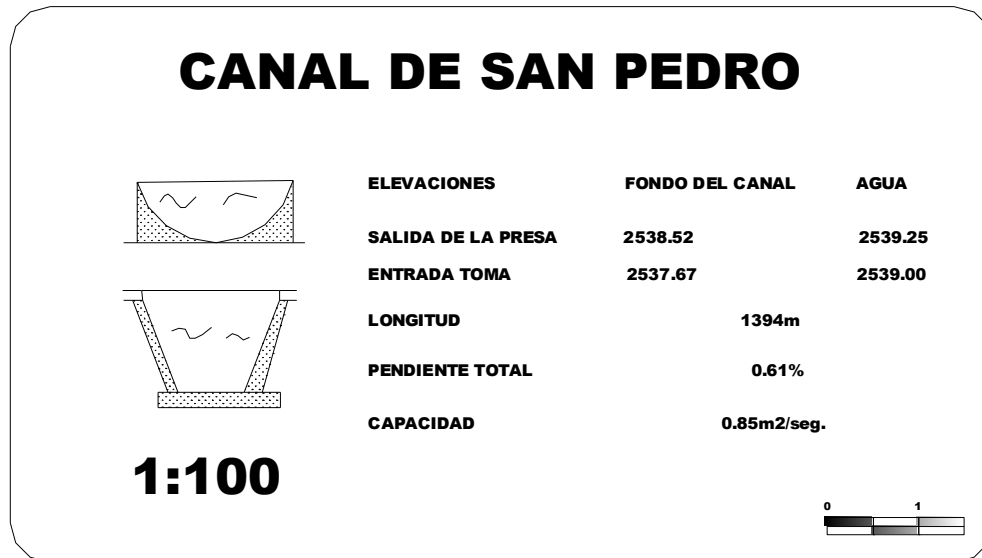 CANAL DE SAN PEDRO
ELEVACIONES FONDO DEL CANAL AGUA
SALIDA DE LA PRESA 2538.52 2539.25
ENTRADA TOMA 2537.67 2539.00
LONGITUD 1394m
PENDIENTE TOTAL 0.61%
CAPACIDAD 0.85m2/seg.
1:100
0 1